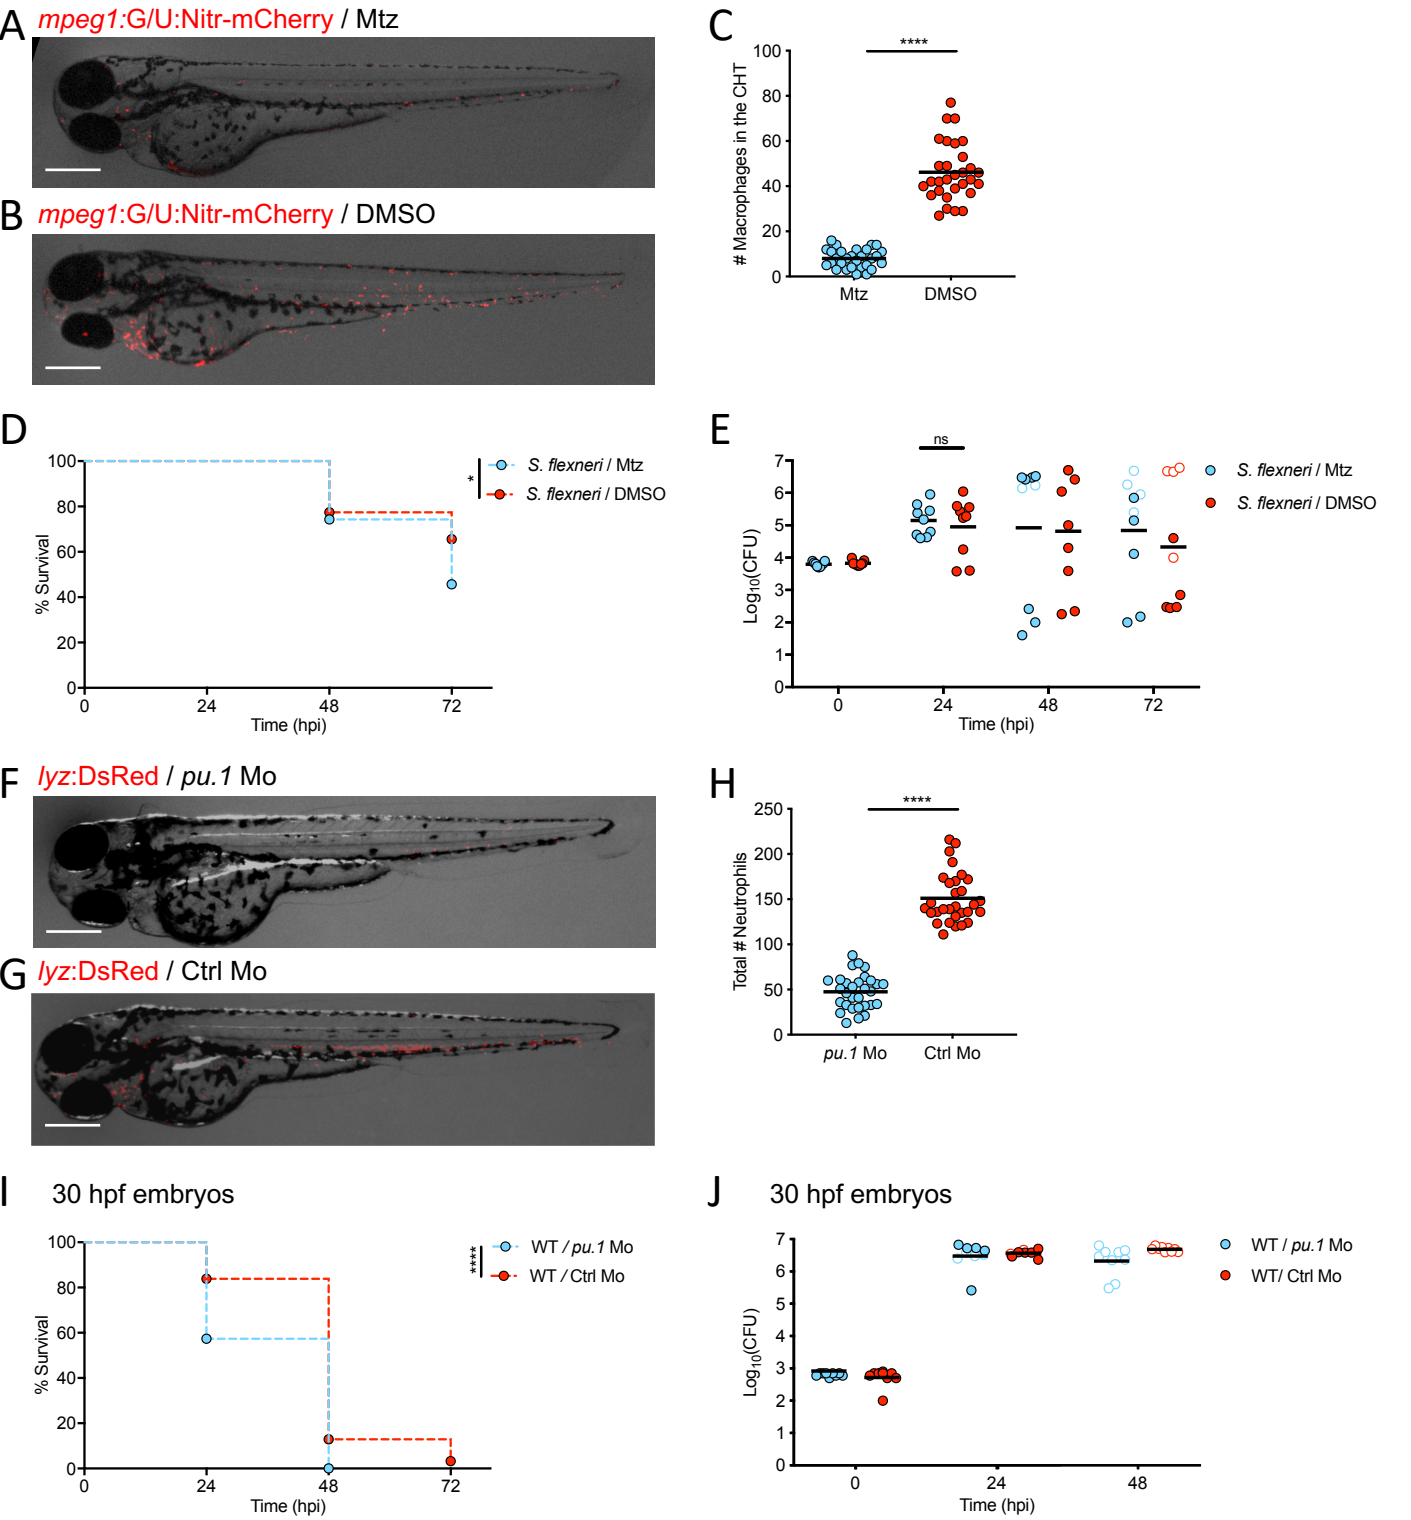 A mpeg1:G/U:Nitr-mCherry / Mtz
B mpeg1:G/U:Nitr-mCherry / DMSO
C
****
# Macrophages in the CHT
100
80
60
40
20
0
Mtz DMSO
D
% Survival
100
80
60
40
20
0
0 24 48 72
Time (hpi)
*
S. flexneri / Mtz
S. flexneri / DMSO
E
ns
Log10(CFU)
7
6
5
4
3
2
1
0
0 24 48 72
Time (hpi)
S. flexneri / Mtz
S. flexneri / DMSO
F lyz:DsRed / pu.1 Mo
G lyz:DsRed / Ctrl Mo
H
****
Total # Neutrophils
250
200
150
100
50
0
pu.1 Mo Ctrl Mo
I 30 hpf embryos
% Survival
100
80
60
40
20
0
0 24 48 72
Time (hpi)
****
WT / pu.1 Mo
WT / Ctrl Mo
J 30 hpf embryos
Log10(CFU)
7
6
5
4
3
2
1
0
0 24 48
Time (hpi)
WT / pu.1 Mo
WT/ Ctrl Mo